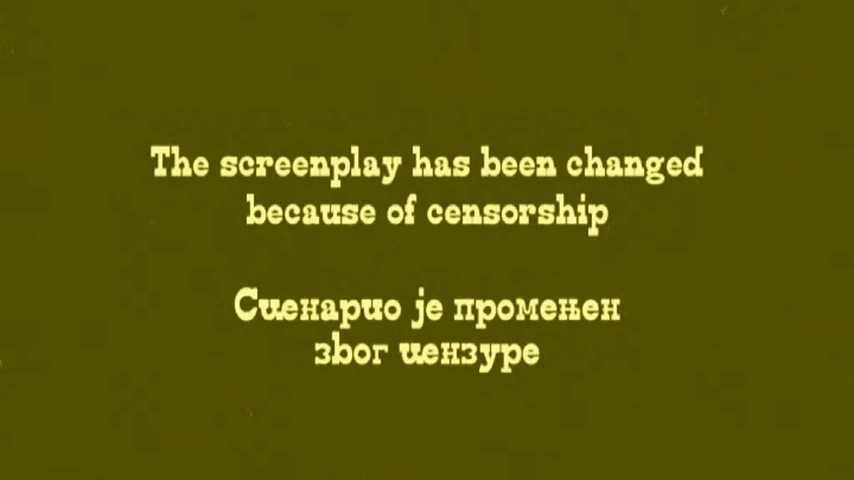 The screenplay has been changed
because of censorship
Сценарио је промењен
због цензуре